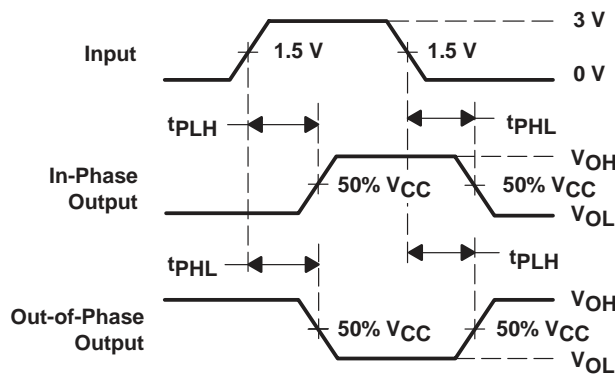 3 V
Input
1.5 V
1.5 V
0 V
tPLH
tPHL
VOH
In-Phase
Output
50% VCC
50% VCC
VOL
tPHL
tPLH
VOH
Out-of-Phase
Output
50% VCC
50% VCC
VOL